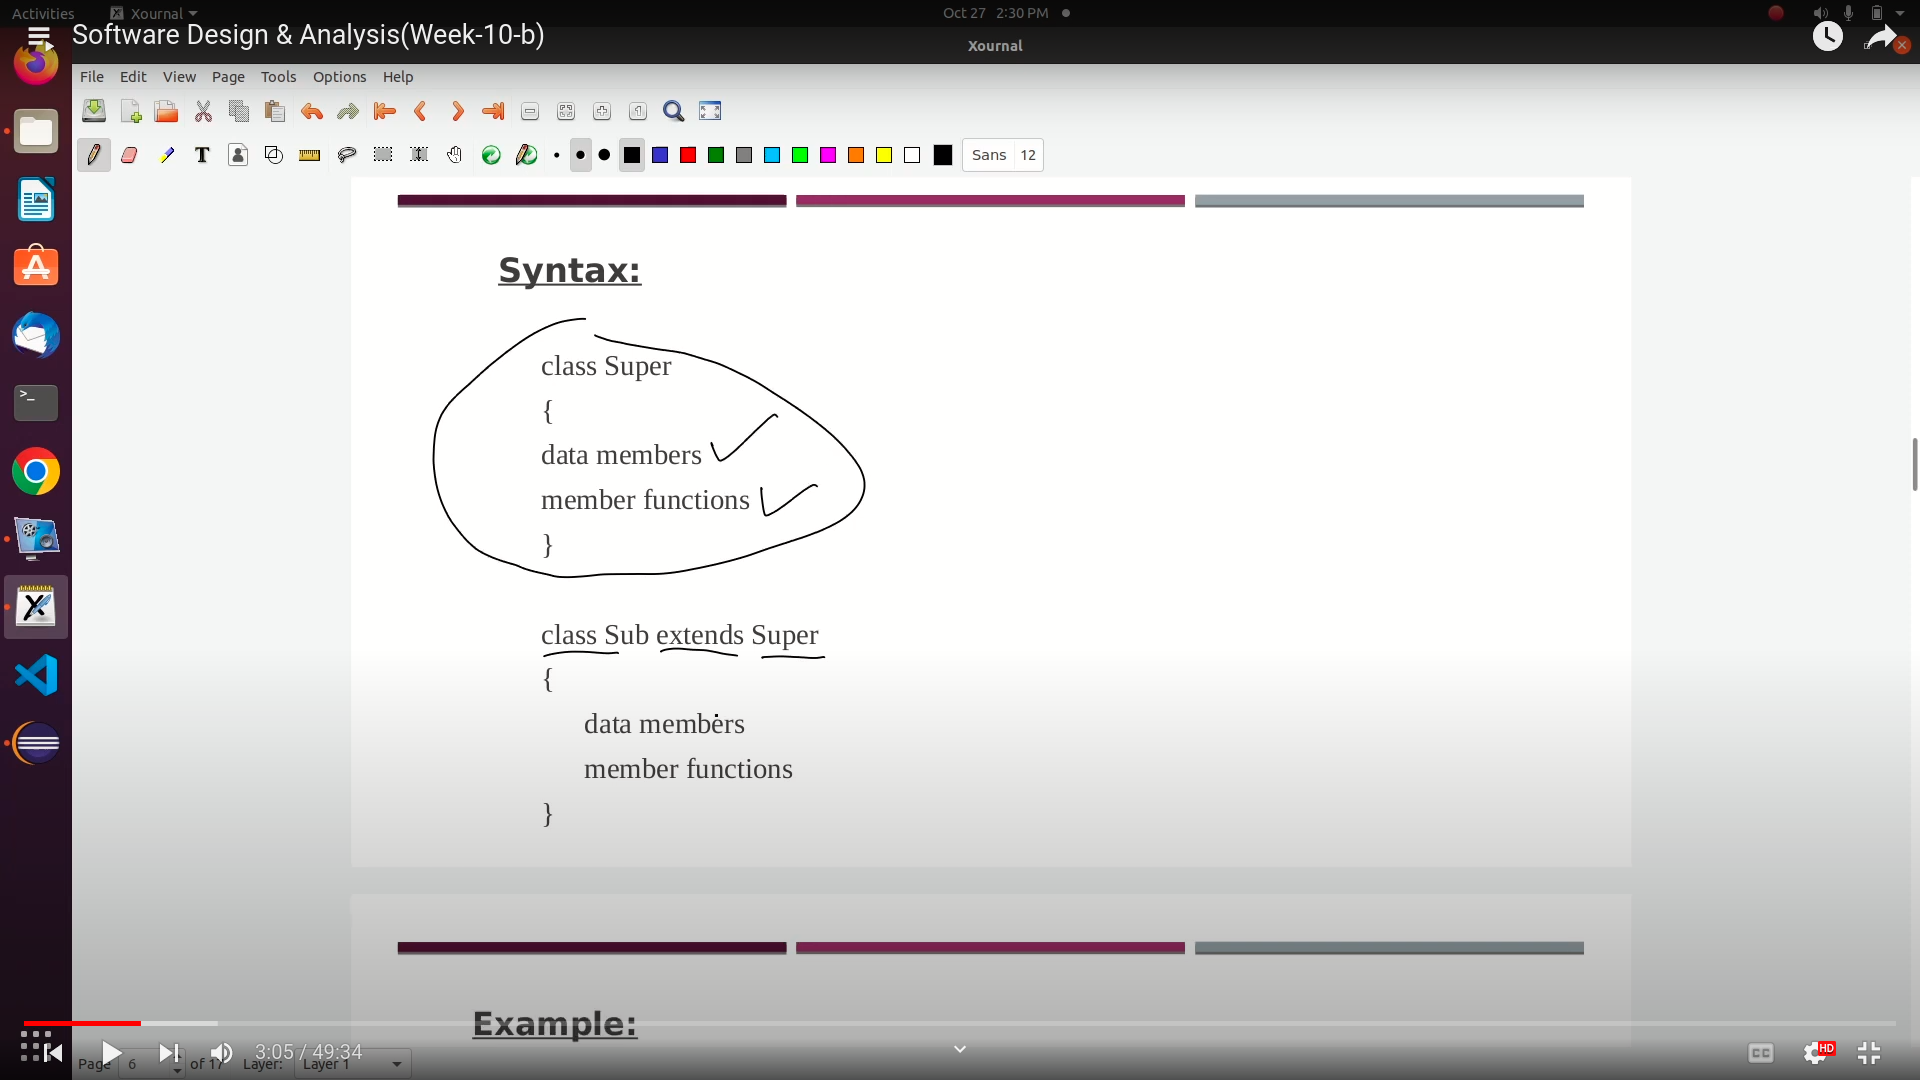 Activities Xournal Oct 27 2:30 PM
Software Design & Analysis(Week-10-b)
Xournal
File Edit View Page Tools Options Help
Sans 12
Syntax:
class Super
{
data members
member functions
}
class Sub extends Super
{
data members
member functions
}
Example:
3:05 / 49:34
CC HD
Page 6 of 17 Layer: Layer 1